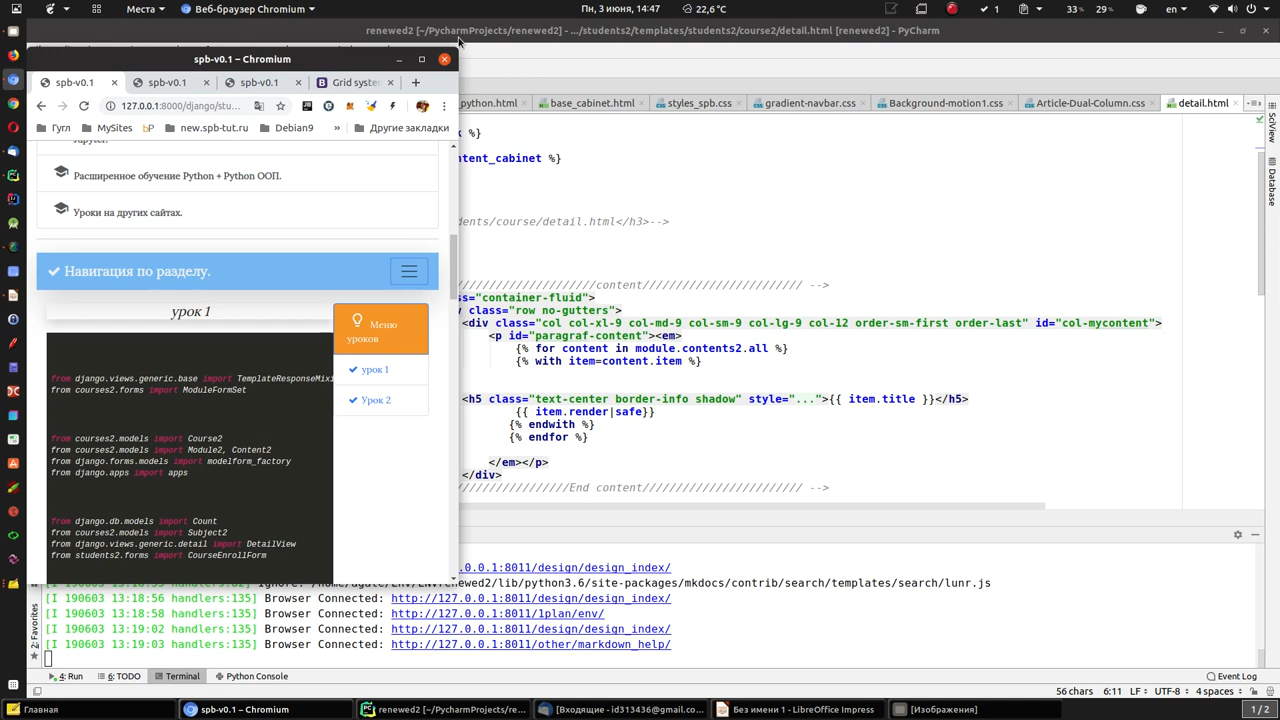 Места
Веб-браузер Chromium
Пн, 3 июня, 14:47
22,6°C
1
33%
29%
renewed2 [~/PycharmProjects/renewed2] - .../students2/templates/students2/course2/detail.html [renewed2] - PyCharm
spb-v0.1 – Chromium
spb-v0.1
spb-v0.1
spb-v0.1
Grid syste
_python.html
base_cabinet.html
styles_spb.css
gradient-navbar.css
Background-motion1.css
Article-Dual-Column.css
detail.html
127.0.0.1:8000/django/stu...
Гугл
MySites
bP
new.spb-tut.ru
Debian9
»
Другие закладки
%}
ntent_cabinet %}
SciView
Database
Расширенное обучение Python + Python ООП.
Уроки на других сайтах.
ents/course/detail.html</h3>-->
Навигация по разделу.
/content//////////////////////// -->
урок 1
Меню
уроков
урок 1
Урок 2
ss="container-fluid">
v class="row no-gutters">
<div class="col col-xl-9 col-md-9 col-sm-9 col-lg-9 col-12 order-sm-first order-last" id="col-mycontent">
<p id="paragraf-content"><em>
{% for content in module.contents2.all %}
{% with item=content.item %}
<h5 class="text-center border-info shadow" style="...">{{ item.title }}</h5>
{{ item.render|safe}}
{% endwith %}
{% endfor %}
</em></p>
</div>
/End content//////////////////////// -->
from django.views.generic.base import TemplateResponseMixi
from courses2.forms import ModuleFormSet
from courses2.models import Course2
from courses2.models import Module2, Content2
from django.forms.models import modelform_factory
from django.apps import apps
from django.db.models import Count
from courses2.models import Subject2
from django.views.generic.detail import DetailView
from students2.forms import CourseEnrollForm
.0.0.1:8011/design/design_index/
lib/python3.6/site-packages/mkdocs/contrib/search/templates/search/lunr.js
[I 190603 13:18:56 handlers:135] Browser Connected: http://127.0.0.1:8011/design/design_index/
[I 190603 13:18:58 handlers:135] Browser Connected: http://127.0.0.1:8011/1plan/env/
[I 190603 13:19:02 handlers:135] Browser Connected: http://127.0.0.1:8011/design/design_index/
[I 190603 13:19:03 handlers:135] Browser Connected: http://127.0.0.1:8011/other/markdown_help/
2: Favorites
4: Run
6: TODO
Terminal
Python Console
Event Log
56 chars
6:11
LF
UTF-8
4 spaces
Главная
spb-v0.1 – Chromium
renewed2 [~/PycharmProjects/re...
[Входящие - id313436@gmail.co...
Без имени 1 - LibreOffice Impress
[Изображения]
1 / 2